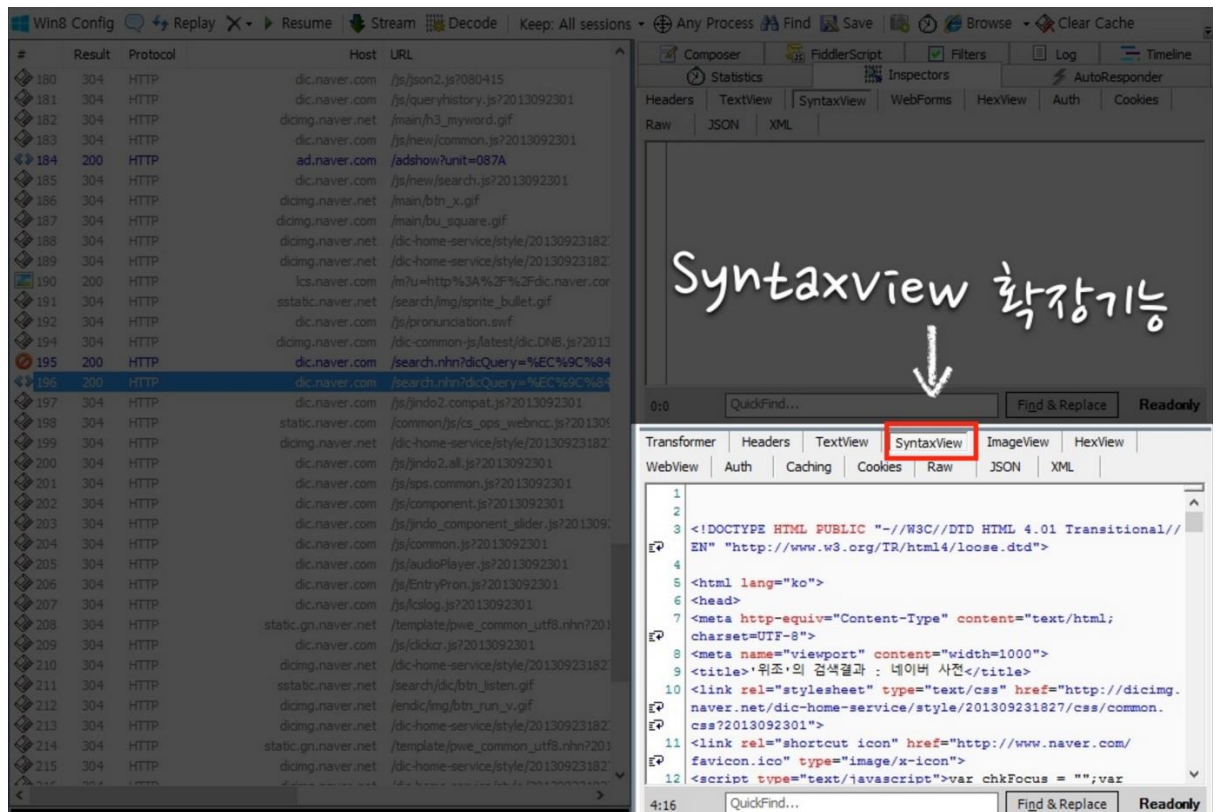 Win8 Config Replay X Resume Stream Decode Keep: All sessions Any Process Find Save Browse Clear Cache
# Result Protocol Host URL
180 304 HTTP dic.naver.com /js/json2.js?080415
181 304 HTTP dic.naver.com /js/queryhistory.js?2013092301
182 304 HTTP dicimg.naver.net /main/h3_myword.gif
183 304 HTTP dic.naver.com /js/new/common.js?2013092301
184 200 HTTP ad.naver.com /adshow?unit=087A
185 304 HTTP dic.naver.com /js/new/search.js?2013092301
186 304 HTTP dicimg.naver.net /main/btn_x.gif
187 304 HTTP dicimg.naver.net /main/bu_square.gif
188 304 HTTP dicimg.naver.net /dic-home-service/style/20130923182
189 304 HTTP dicimg.naver.net /dic-home-service/style/20130923182
190 200 HTTP lcs.naver.com /m?u=http%3A%2F%2Fdic.naver.cor
191 304 HTTP sstatic.naver.net /search/img/sprite_bullet.gif
192 304 HTTP dic.naver.com /js/pronunciation.swf
194 304 HTTP dicimg.naver.com /dic-common-js/latest/dic.DNB.js?2013
195 200 HTTP dic.naver.com /search.nhn?dicQuery=%EC%9C%84
196 200 HTTP dic.naver.com /search.nhn?dicQuery=%EC%9C%84
197 304 HTTP dic.naver.com /js/jindo2.compat.js?2013092301
198 304 HTTP static.naver.com /common/js/cs_ops_webncc.js?201309
199 304 HTTP dicimg.naver.net /dic-home-service/style/20130923182
200 304 HTTP dic.naver.com /js/jindo2.all.js?2013092301
201 304 HTTP dic.naver.com /js/sps.common.js?2013092301
202 304 HTTP dic.naver.com /js/component.js?2013092301
203 304 HTTP dic.naver.com /js/jindo_component_slider.js?201309
204 304 HTTP dic.naver.com /js/common.js?2013092301
205 304 HTTP dic.naver.com /js/audioPlayer.js?2013092301
206 304 HTTP dic.naver.com /js/EntryPron.js?2013092301
207 304 HTTP dic.naver.com /js/lcslog.js?2013092301
208 304 HTTP static.gn.naver.net /template/pwe_common_utf8.nhn?201
209 304 HTTP dic.naver.com /js/clickcr.js?2013092301
210 304 HTTP dicimg.naver.net /dic-home-service/style/20130923182
211 304 HTTP sstatic.naver.net /search/dic/btn_listen.gif
212 304 HTTP dicimg.naver.net /endic/img/btn_run_v.gif
213 304 HTTP dicimg.naver.net /dic-home-service/style/20130923182
214 304 HTTP static.gn.naver.net /template/pwe_common_utf8.nhn?201
215 304 HTTP dicimg.naver.net /dic-home-service/style/20130923182
Composer FiddlerScript Filters Log Timeline
Statistics Inspectors AutoResponder
Headers TextView SyntaxView WebForms HexView Auth Cookies
Raw JSON XML
Syntaxview 확장기능
0:0 QuickFind... Find & Replace Readonly
Transformer Headers TextView SyntaxView ImageView HexView
WebView Auth Caching Cookies Raw JSON XML
1
2
3 <!DOCTYPE HTML PUBLIC "-//W3C//DTD HTML 4.01 Transitional//
EN" "http://www.w3.org/TR/html4/loose.dtd">
4
5 <html lang="ko">
6 <head>
7 <meta http-equiv="Content-Type" content="text/html;
charset=UTF-8">
8 <meta name="viewport" content="width=1000">
9 <title>'위조'의 검색결과 : 네이버 사전</title>
10 <link rel="stylesheet" type="text/css" href="http://dicimg.
naver.net/dic-home-service/style/201309231827/css/common.
css?2013092301">
11 <link rel="shortcut icon" href="http://www.naver.com/
favicon.ico" type="image/x-icon">
12 <script type="text/javascript">var chkFocus = "";var
4:16 QuickFind... Find & Replace Readonly